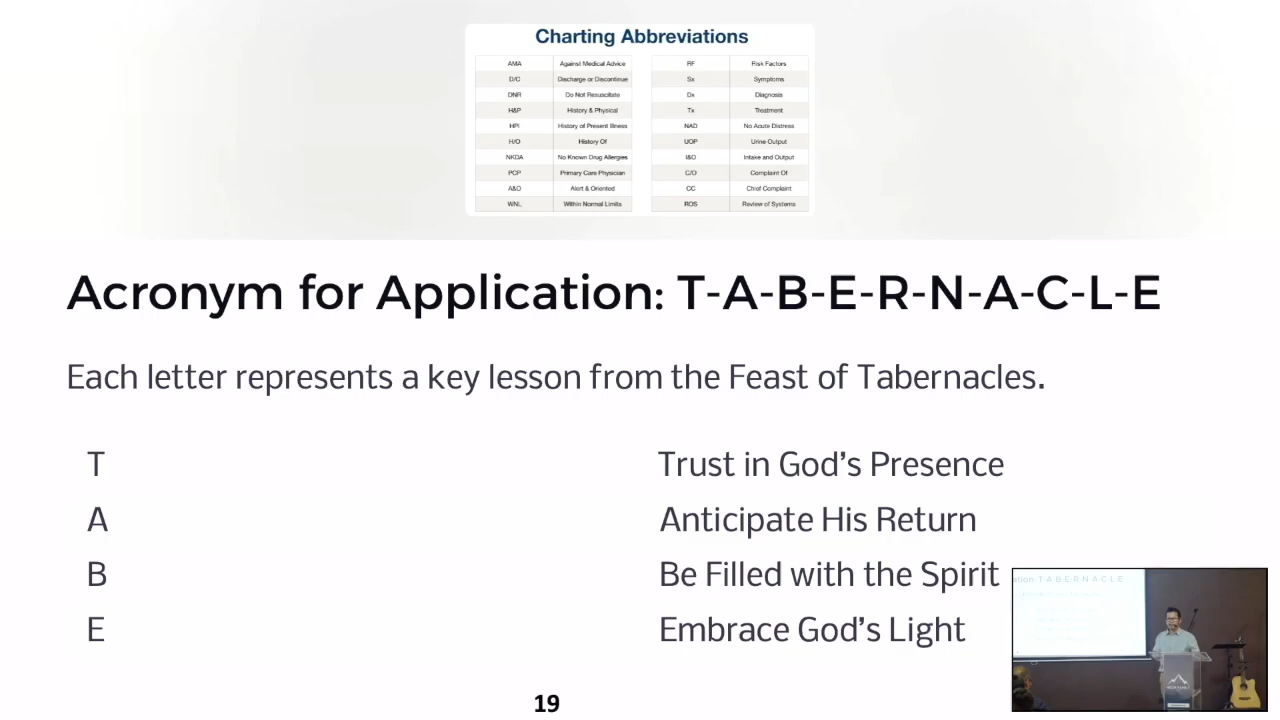 Charting Abbreviations
AMA Against Medical Advice RF Risk Factors
D/C Discharge or Discontinue Sx Symptoms
DNR Do Not Resuscitate Dx Diagnosis
H&P History & Physical Tx Treatment
HPI History of Present Illness NAD No Acute Distress
H/O History Of UOP Urine Output
NKDA No Known Drug Allergies I&O Intake and Output
PCP Primary Care Physician C/O Complaint Of
A&O Alert & Oriented CC Chief Complaint
WNL Within Normal Limits ROS Review of Systems
Acronym for Application: T-A-B-E-R-N-A-C-L-E
Each letter represents a key lesson from the Feast of Tabernacles.
T Trust in God’s Presence
A Anticipate His Return
B Be Filled with the Spirit
E Embrace God’s Light
19